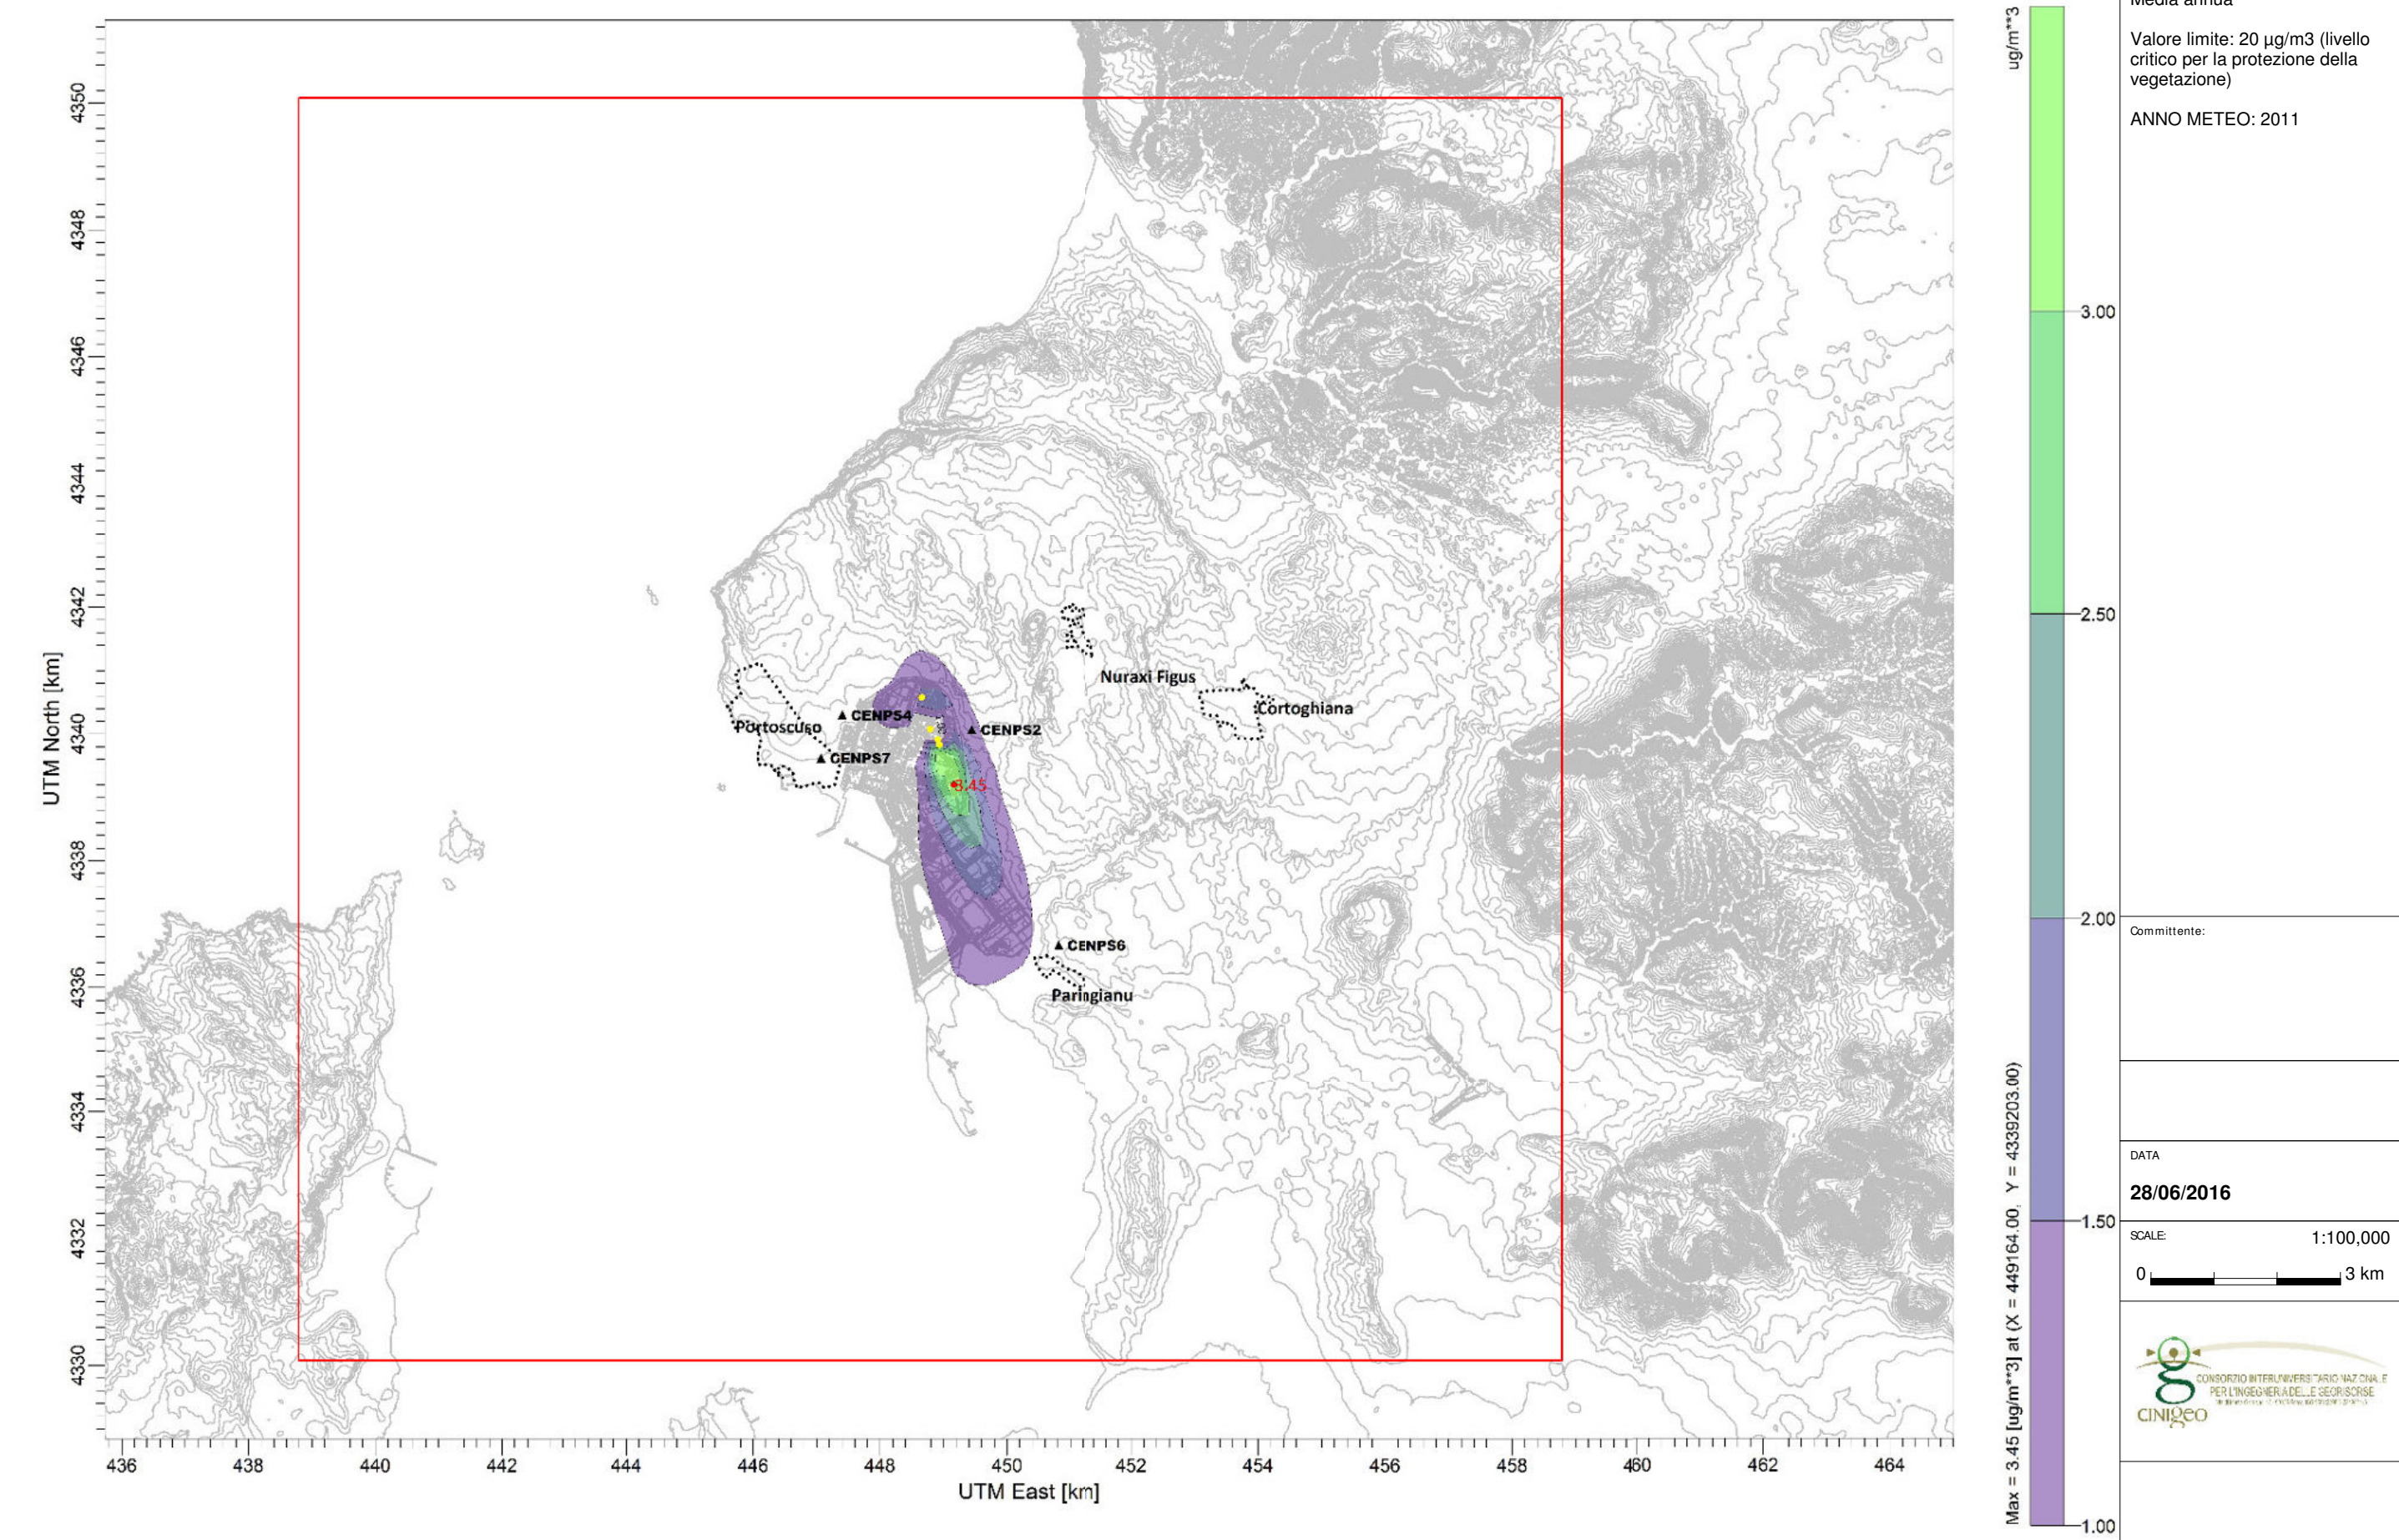 Media annua
Valore limite: 20 µg/m3 (livello
critico per la protezione della
vegetazione)
ANNO METEO: 2011
ug/m**3
3.00
2.50
2.00
1.50
1.00
Max = 3.45 [ug/m**3] at (X = 449164.00, Y = 4339203.00)
UTM North [km]
4350
4348
4346
4344
4342
4340
4338
4336
4334
4332
4330
Nuraxi Figus
Cortoghiana
CENPS4
Portoscuso
CENPS2
CENPS7
3.45
CENPS6
Paringianu
436
438
440
442
444
446
448
450
452
454
456
458
460
462
464
UTM East [km]
Committente:
DATA
28/06/2016
SCALE:
1:100,000
0
3 km
CONSORZIO INTERUNIVERSITARIO NAZIONALE
PER L'INGEGNERIA DELLE GEORISORSE
CINIGEO